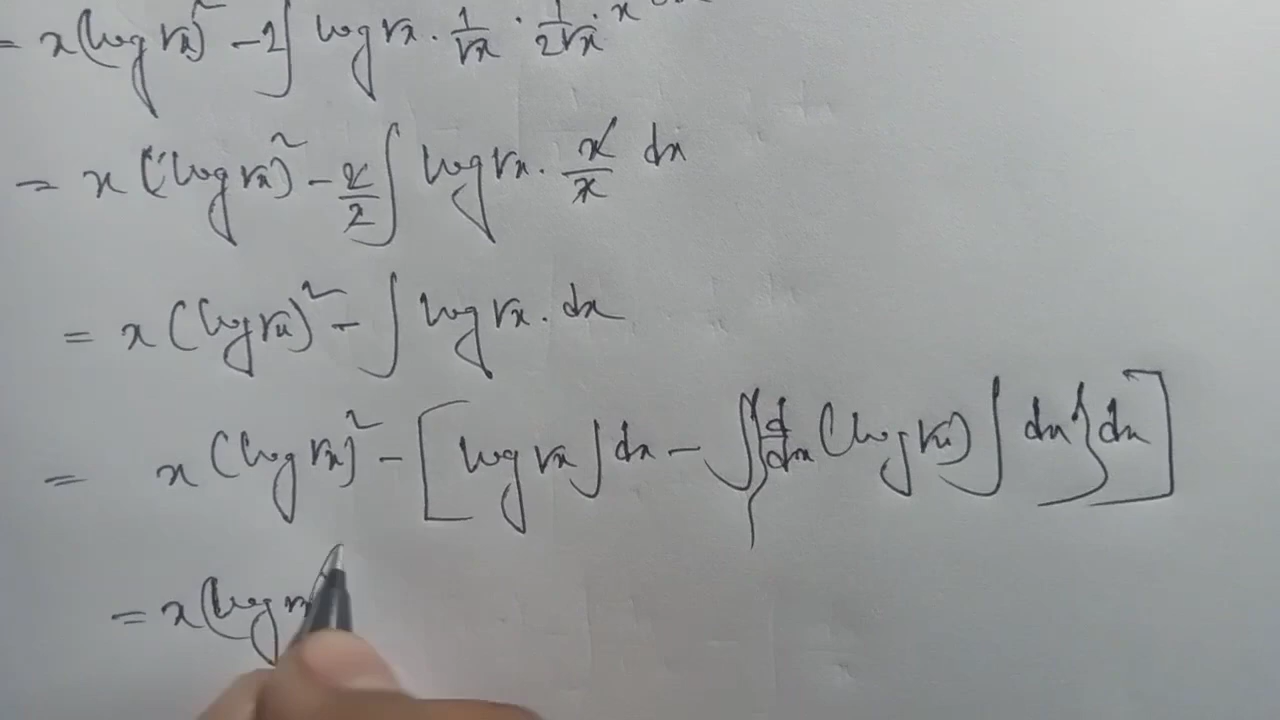 = x(log √x)² - 2∫ log √x · 1/√x · 1/2√x · x
= x(log √x)² - 2/2 ∫ log √x · x/x dx
= x(log √x)² - ∫ log √x · dx
= x(log √x)² - [log √x ∫ dx - ∫{d/dx (log √x) ∫ dx} dx]
= x(log